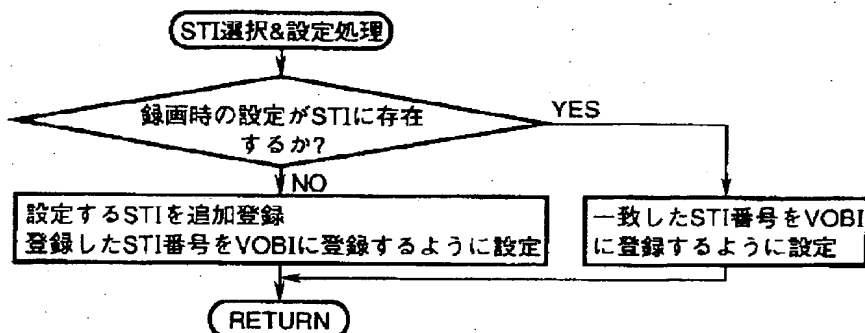 STI選択&設定処理
録画時の設定がSTIに存在
するか?
YES
NO
設定するSTIを追加登録
登録したSTI番号をVOBIに登録するように設定
一致したSTI番号をVOBI
に登録するように設定
RETURN